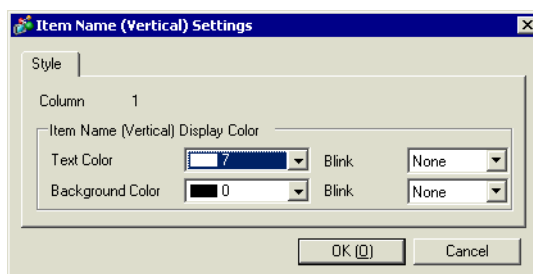 Item Name (Vertical) Settings
Style
Column 1
Item Name (Vertical) Display Color
Text Color 7 Blink None
Background Color 0 Blink None
OK (O) Cancel